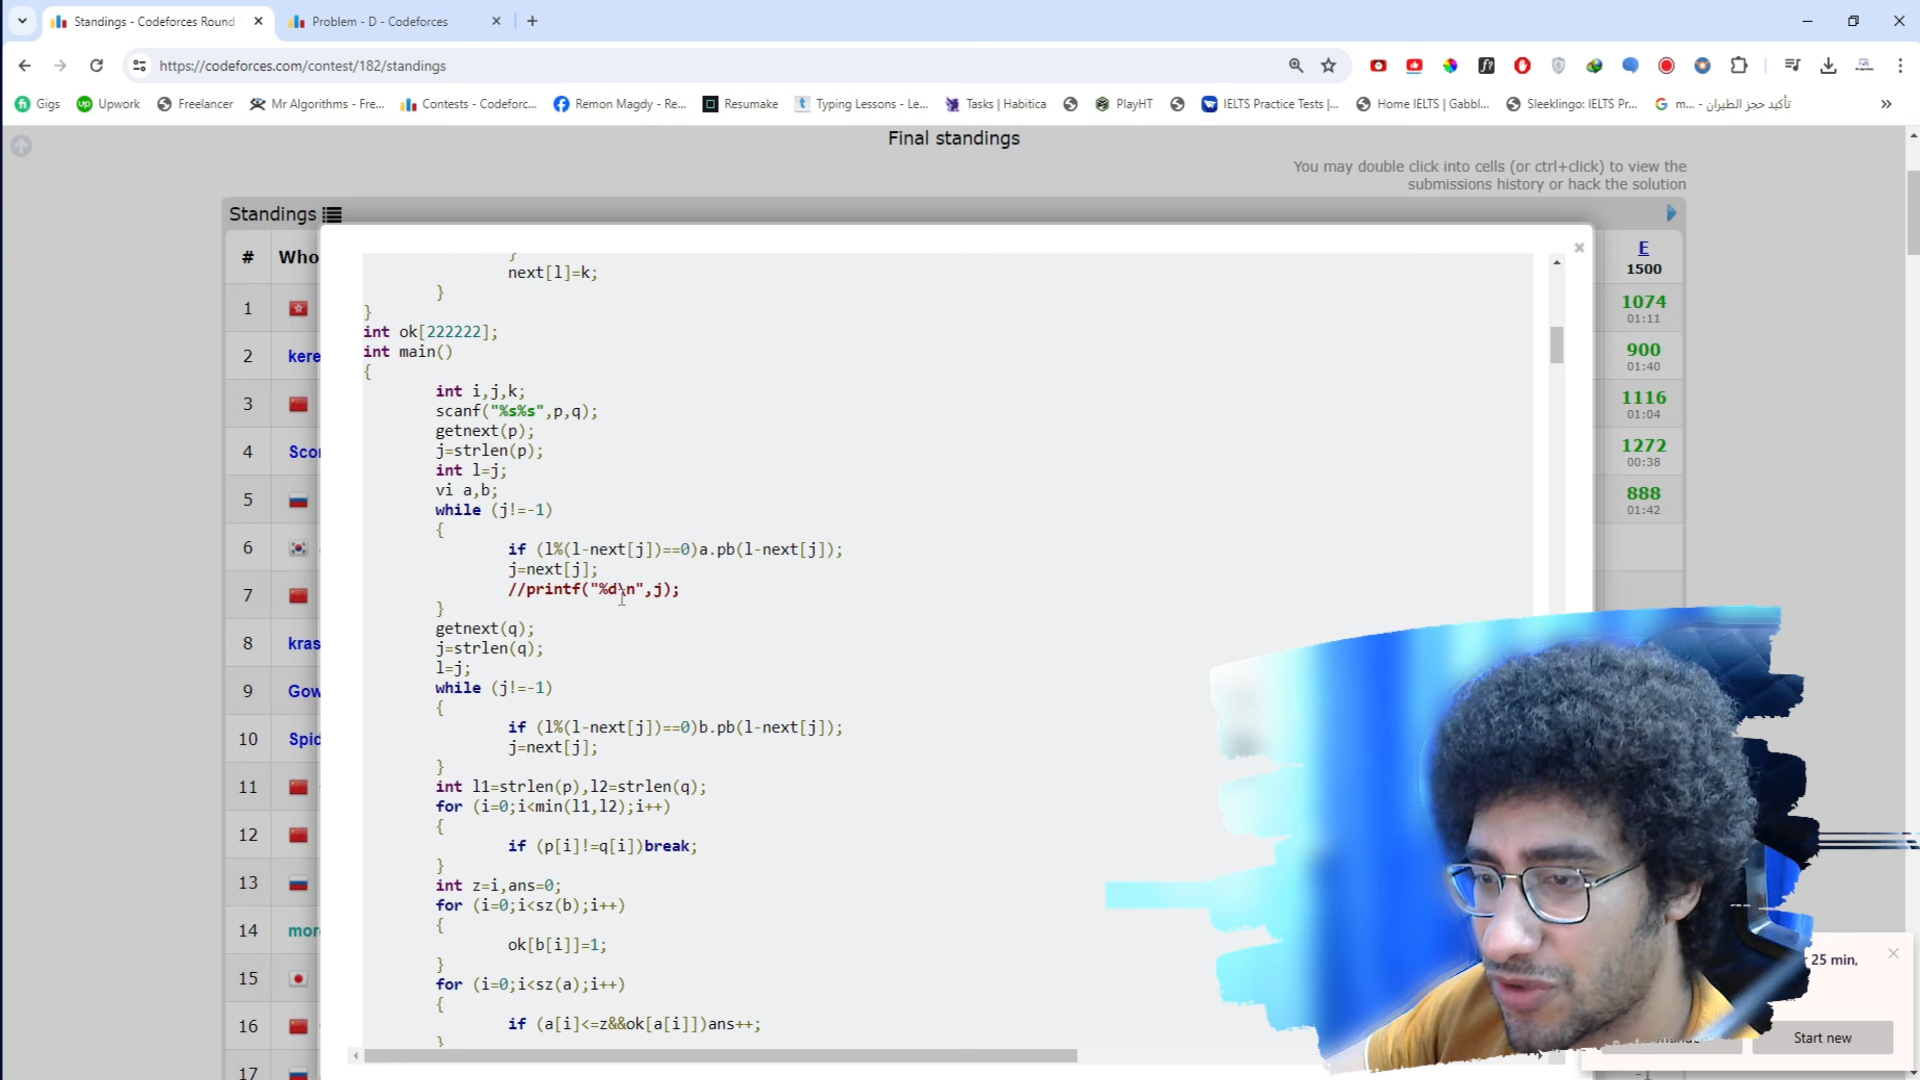 Standings - Codeforces Round
Problem - D - Codeforces
https://codeforces.com/contest/182/standings
Gigs
Upwork
Freelancer
Mr Algorithms - Fre...
Contests - Codeforc...
Remon Magdy - Re...
Resumake
Typing Lessons - Le...
Tasks | Habitica
PlayHT
IELTS Practice Tests |...
Home IELTS | Gabbl...
Sleeklingo: IELTS Pr...
تأكيد حجز الطيران - m...
Final standings
You may double click into cells (or ctrl+click) to view the
submissions history or hack the solution
Standings
# Who
E
1500
1
1074
01:11
2 kere
900
01:40
3
1116
01:04
4 Scor
1272
00:38
5
888
01:42
6
7
8 kras
9 Gow
10 Spid
11
12
13
14 more
15
16
17
-1
}
next[l]=k;
}
}
int ok[222222];
int main()
{
int i,j,k;
scanf("%s%s",p,q);
getnext(p);
j=strlen(p);
int l=j;
vi a,b;
while (j!=-1)
{
if (l%(l-next[j])==0)a.pb(l-next[j]);
j=next[j];
//printf("%d\n",j);
}
getnext(q);
j=strlen(q);
l=j;
while (j!=-1)
{
if (l%(l-next[j])==0)b.pb(l-next[j]);
j=next[j];
}
int l1=strlen(p),l2=strlen(q);
for (i=0;i<min(l1,l2);i++)
{
if (p[i]!=q[i])break;
}
int z=i,ans=0;
for (i=0;i<sz(b);i++)
{
ok[b[i]]=1;
}
for (i=0;i<sz(a);i++)
{
if (a[i]<=z&&ok[a[i]])ans++;
}
25 min,
Start new